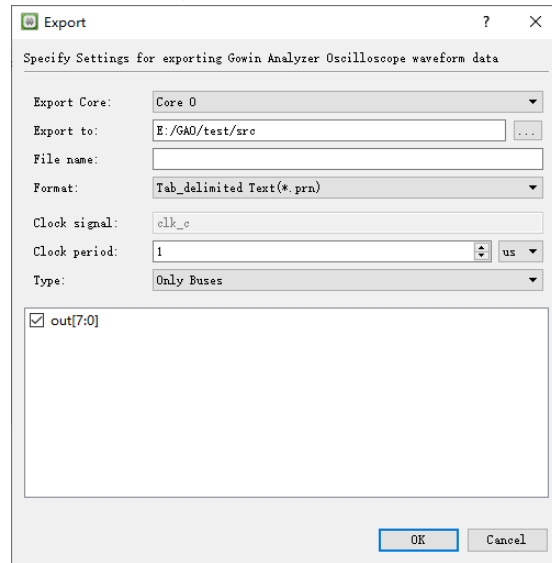 Export ? ×
Specify Settings for exporting Gowin Analyzer Oscilloscope waveform data
Export Core: Core 0
Export to: E:/GAO/test/src ...
File name:
Format: Tab_delimited Text(*.prn)
Clock signal: clk_c
Clock period: 1 us
Type: Only Buses
out[7:0]
OK Cancel